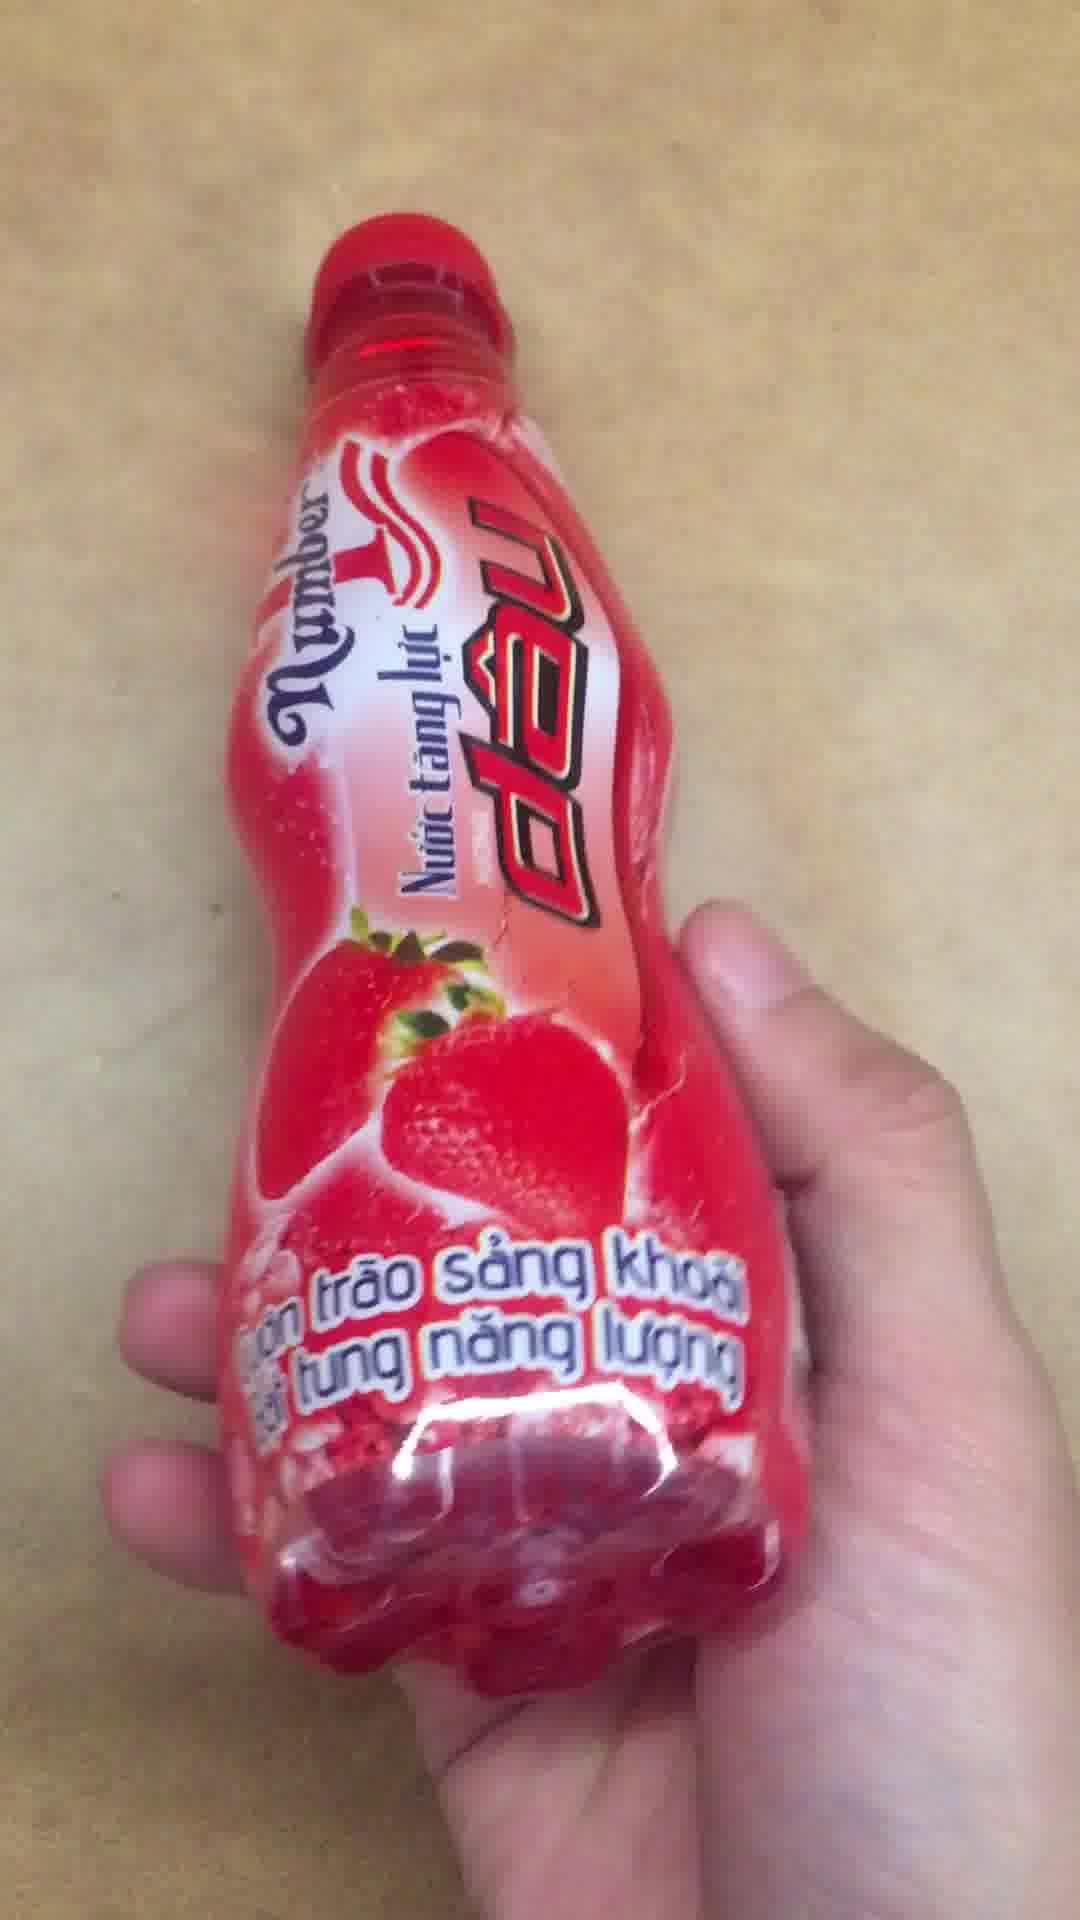 Number
1
Nước tăng lực
dâu
trào sảng khoái
tung năng lượng